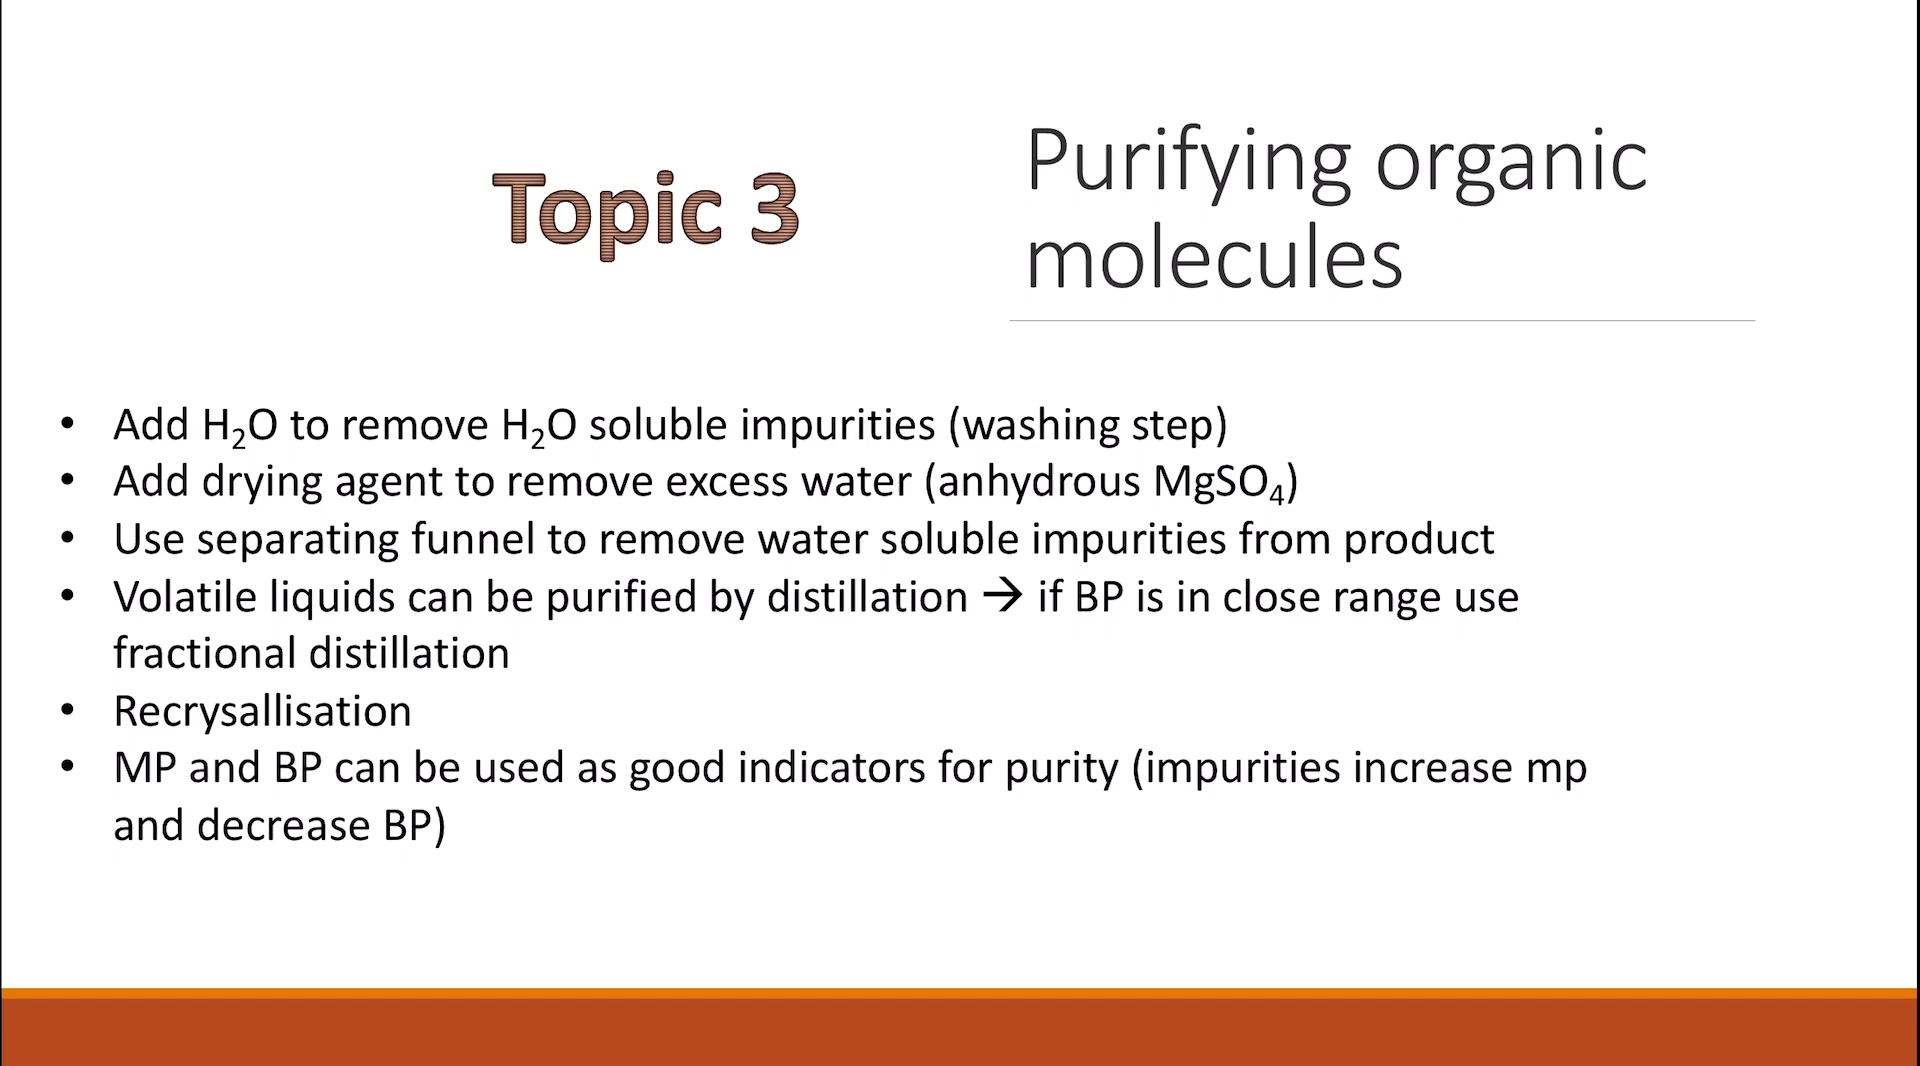 Topic 3
Purifying organic
molecules
• Add H₂O to remove H₂O soluble impurities (washing step)
• Add drying agent to remove excess water (anhydrous MgSO₄)
• Use separating funnel to remove water soluble impurities from product
• Volatile liquids can be purified by distillation → if BP is in close range use
fractional distillation
• Recrysallisation
• MP and BP can be used as good indicators for purity (impurities increase mp
and decrease BP)